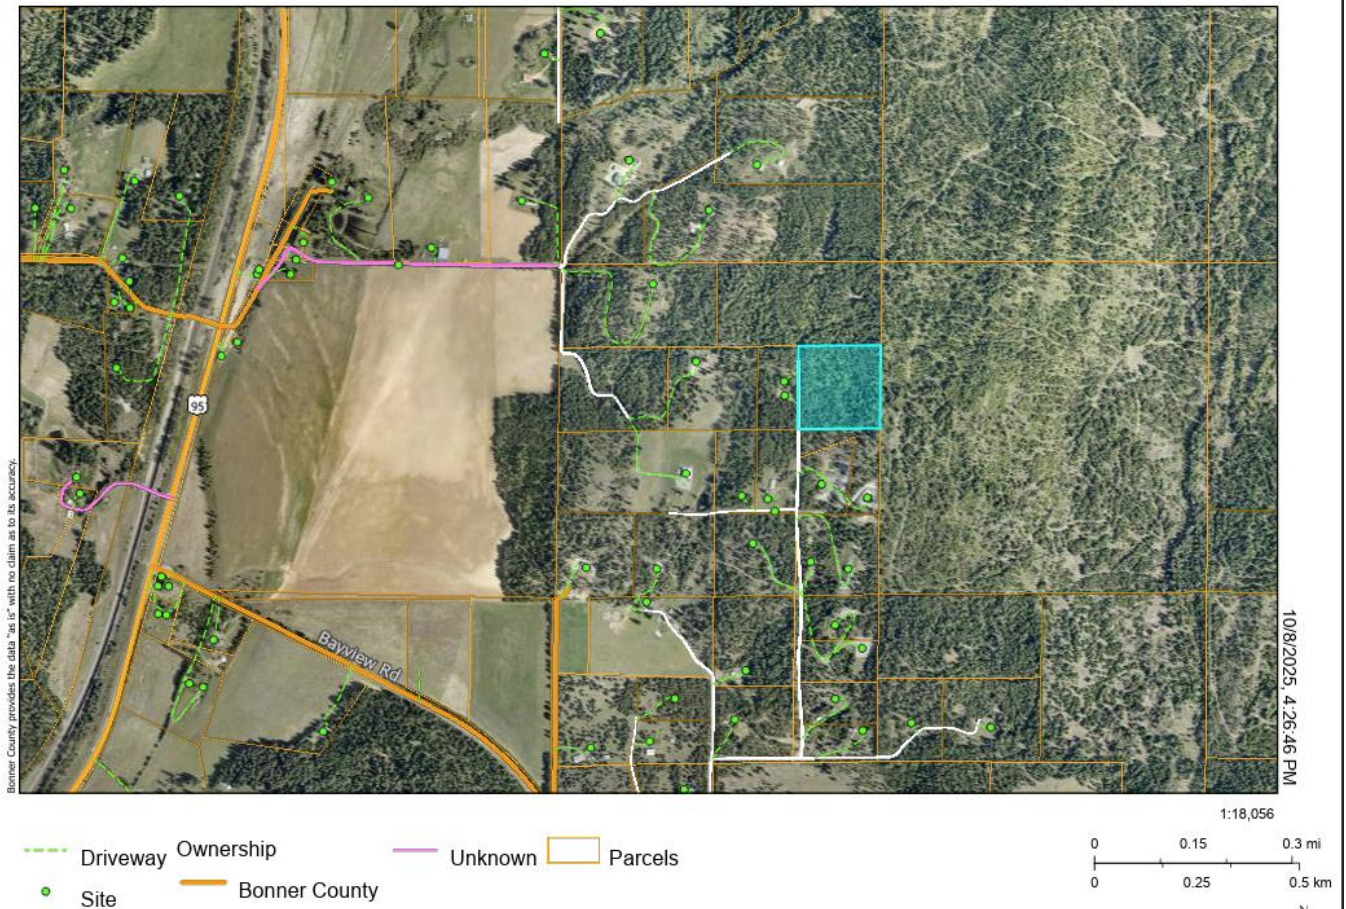 95
Bayview Rd
Bonner County provides the data "as is" with no claim as to its accuracy.
10/8/2025, 4:26:46 PM
1:18,056
0 0.15 0.3 mi
0 0.25 0.5 km
Driveway
Ownership
Unknown
Parcels
Site
Bonner County